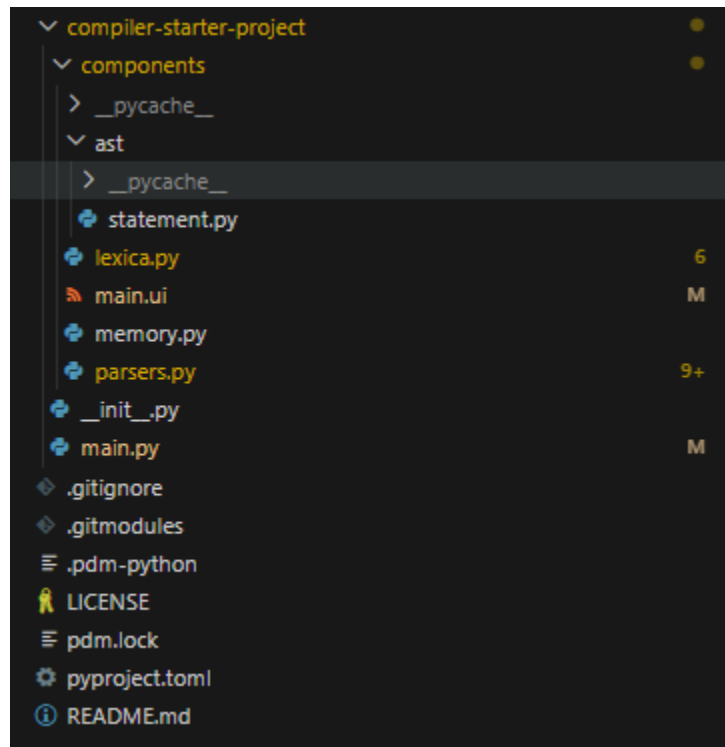 compiler-starter-project
components
__pycache__
ast
__pycache__
statement.py
lexica.py 6
main.ui M
memory.py
parsers.py 9+
__init__.py
main.py M
.gitignore
.gitmodules
.pdm-python
LICENSE
pdm.lock
pyproject.toml
README.md